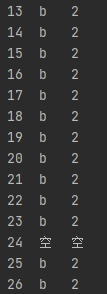 13 b 2
14 b 2
15 b 2
16 b 2
17 b 2
18 b 2
19 b 2
20 b 2
21 b 2
22 b 2
23 b 2
24 空 空
25 b 2
26 b 2